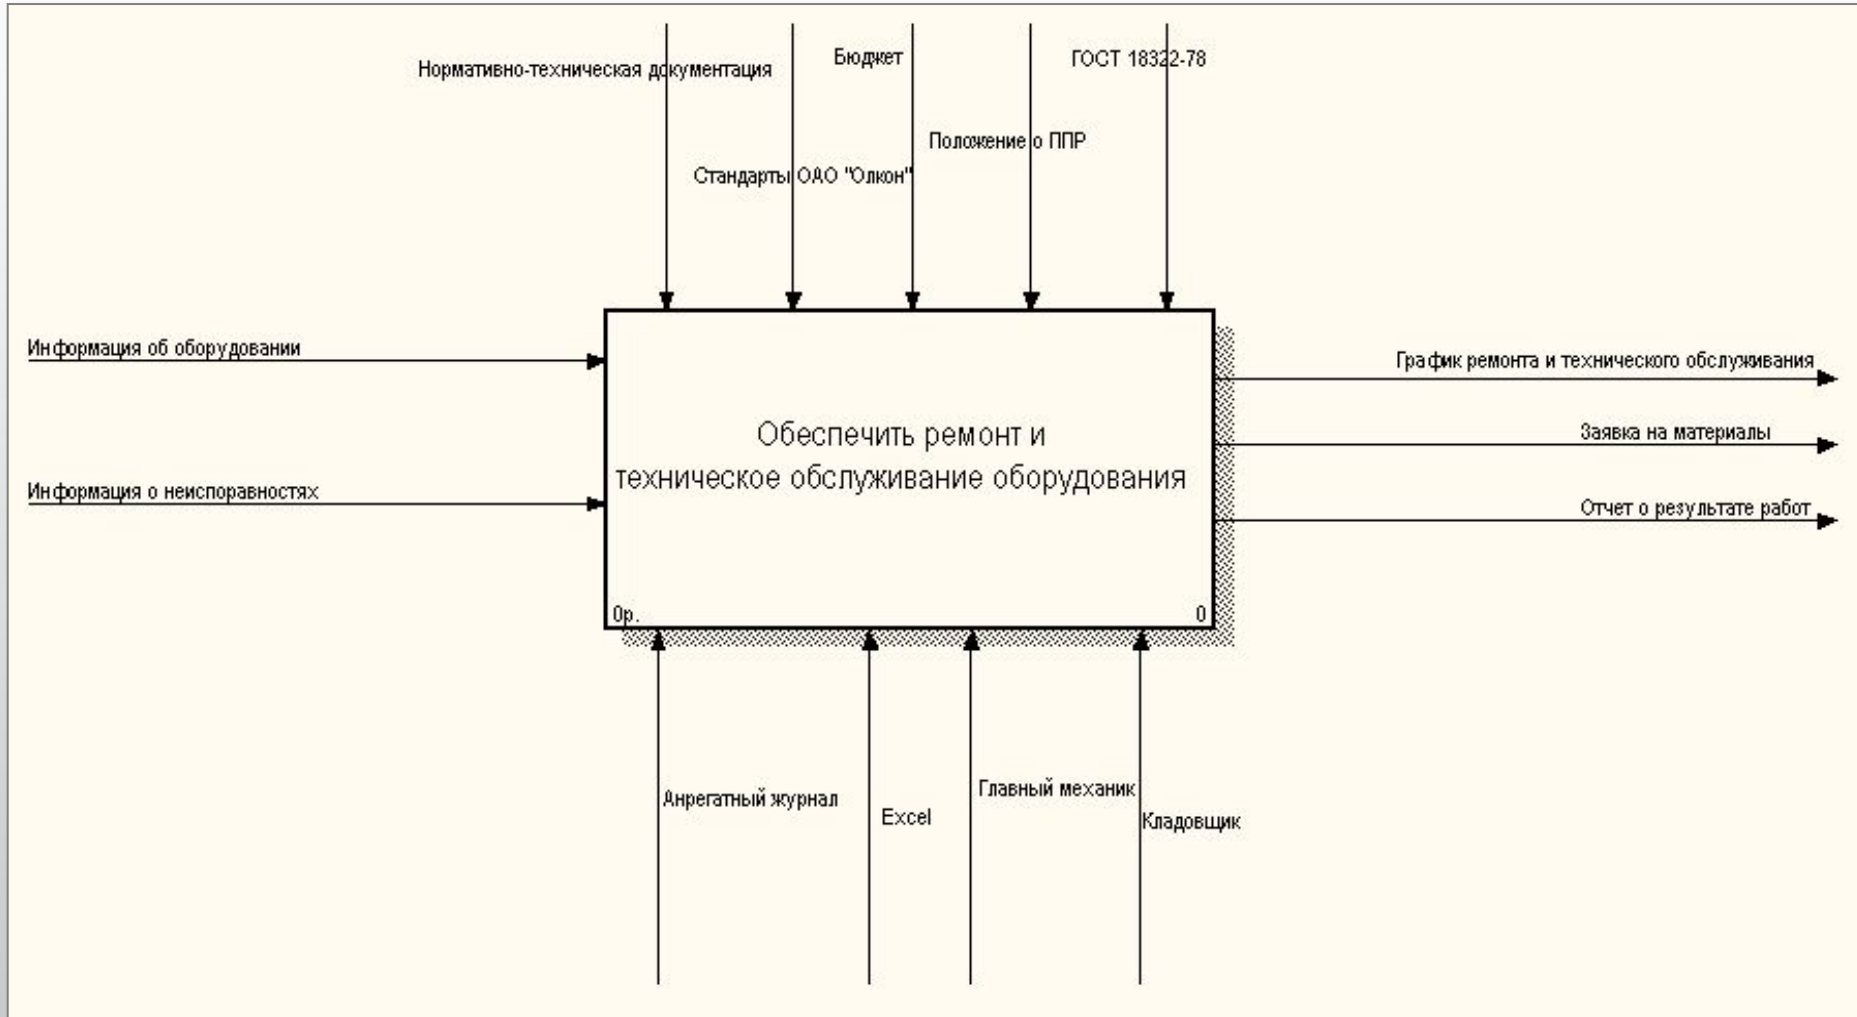 Бюджет
ГОСТ 18322-78
Нормативно-техническая документация
Положение о ППР
Стандарты ОАО "Олкон"
Информация об оборудовании
График ремонта и технического обслуживания
Обеспечить ремонт и
техническое обслуживание оборудования
Заявка на материалы
Информация о неиспоравностях
Отчет о результате работ
0р.
0
Анрегатный журнал
Главный механик
Excel
Кладовщик